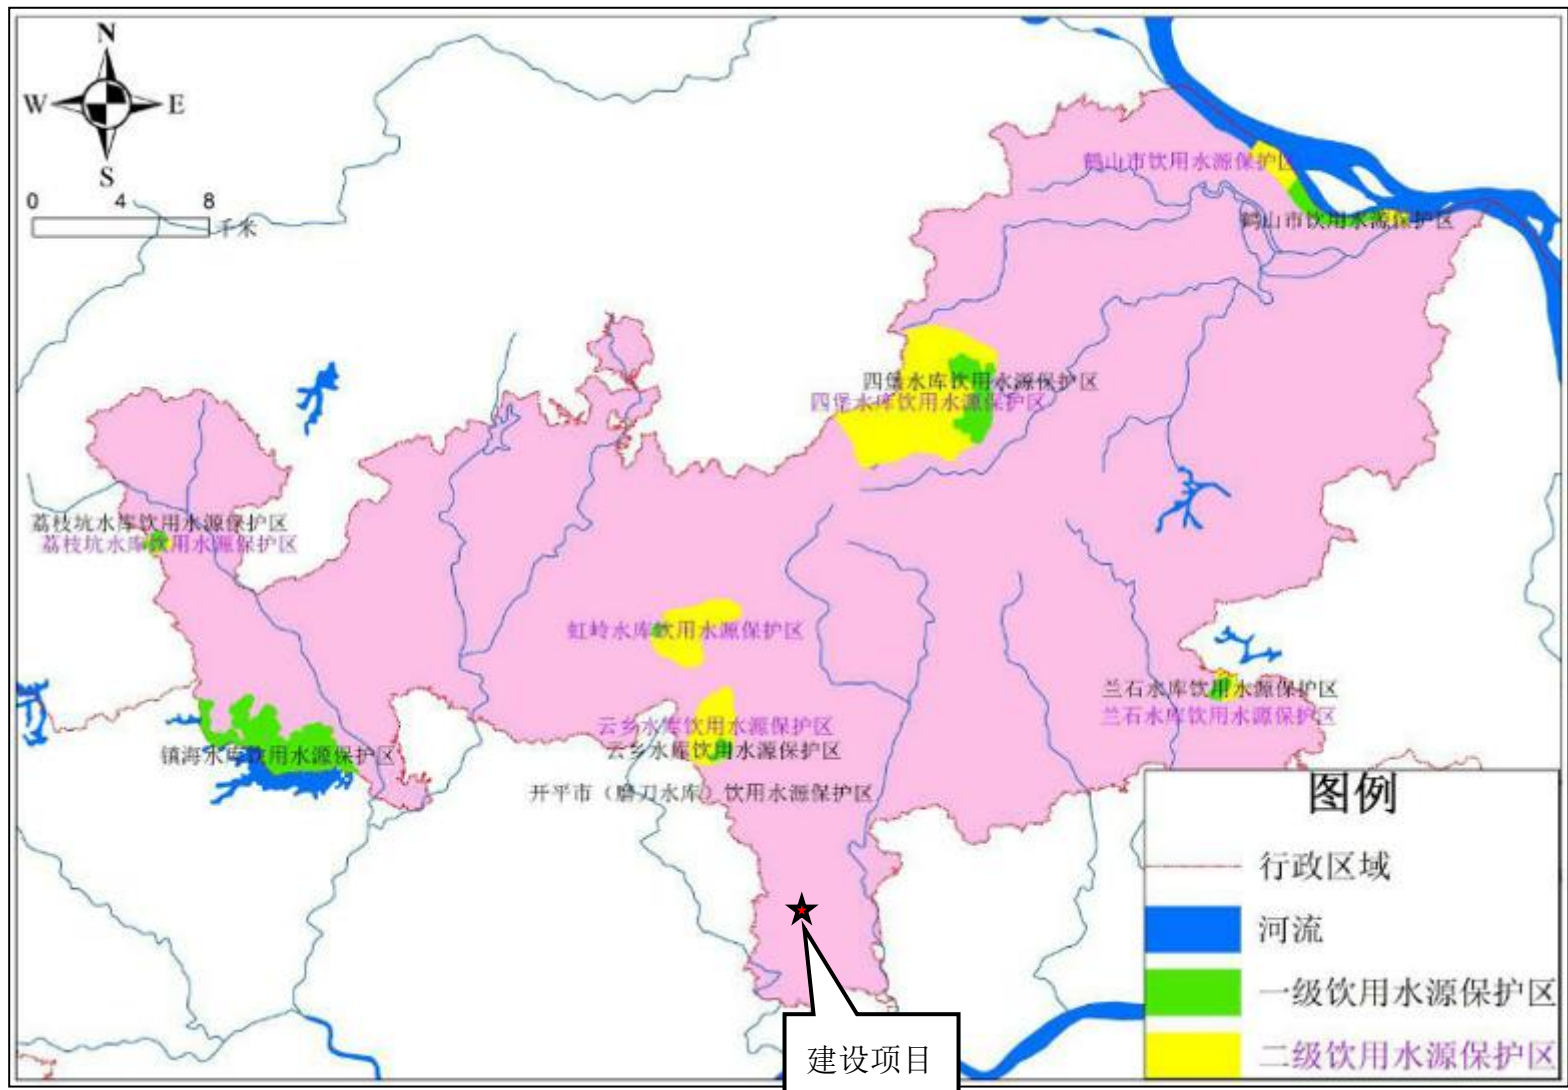 N
W E
S
0 4 8
千米
鹤山市饮用水源保护区
鹤山市饮用水源保护区
四堡水库饮用水源保护区
四堡水库饮用水源保护区
荔枝坑水库饮用水源保护区
荔枝坑水库饮用水源保护区
虹岭水库饮用水源保护区
兰石水库饮用水源保护区
兰石水库饮用水源保护区
云乡水库饮用水源保护区
云乡水库饮用水源保护区
镇海水库饮用水源保护区
开平市（磨刀水库）饮用水源保护区
图例
行政区域
河流
一级饮用水源保护区
二级饮用水源保护区
建设项目